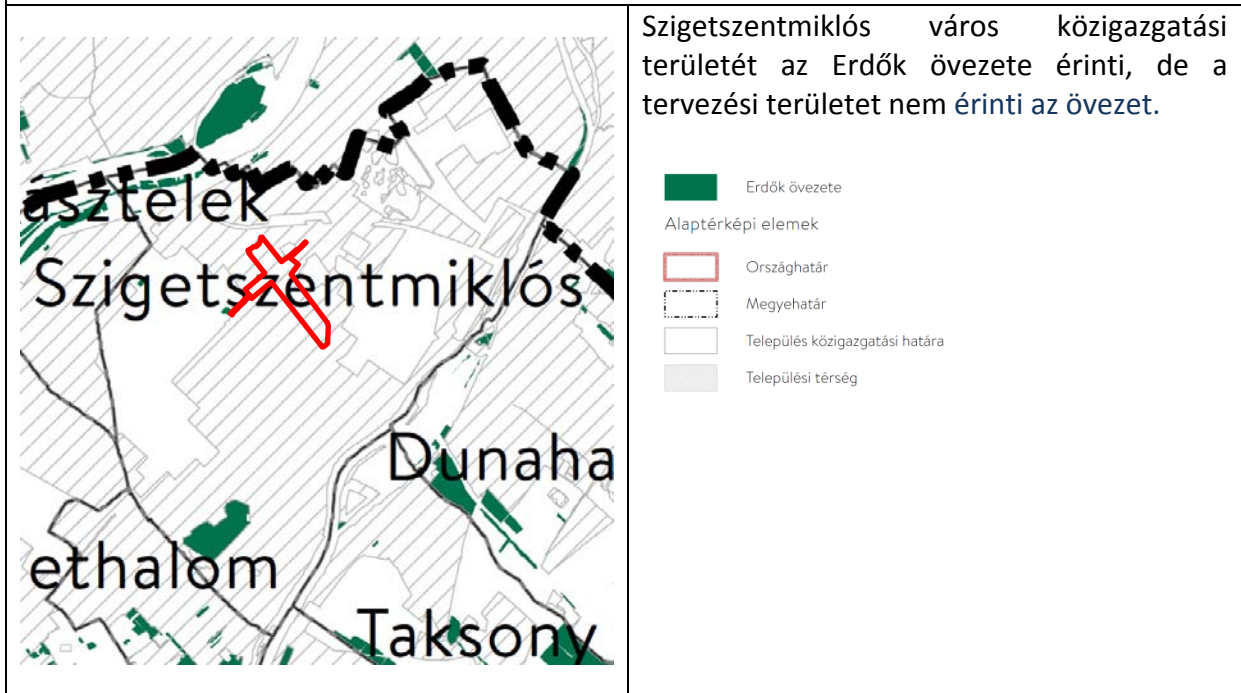 Szigetszentmiklós város közigazgatási
területét az Erdők övezete érinti, de a
tervezési területet nem érinti az övezet.
Erdők övezete
Alaptérképi elemek
Országhatár
Megyehatár
Település közigazgatási határa
Települési térség
asztelek
Szigetszentmiklós
Dunaha
ethalom
Taksony